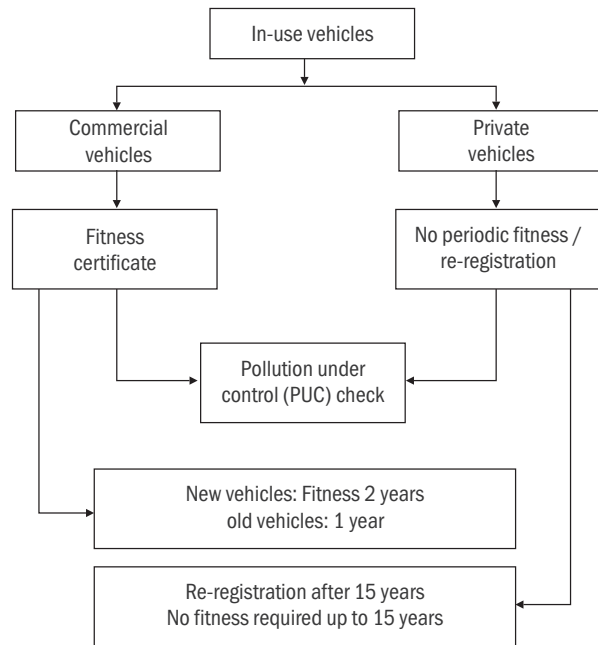 In-use vehicles
Commercial
vehicles
Private
vehicles
Fitness
certificate
No periodic fitness /
re-registration
Pollution under
control (PUC) check
New vehicles: Fitness 2 years
old vehicles: 1 year
Re-registration after 15 years
No fitness required up to 15 years